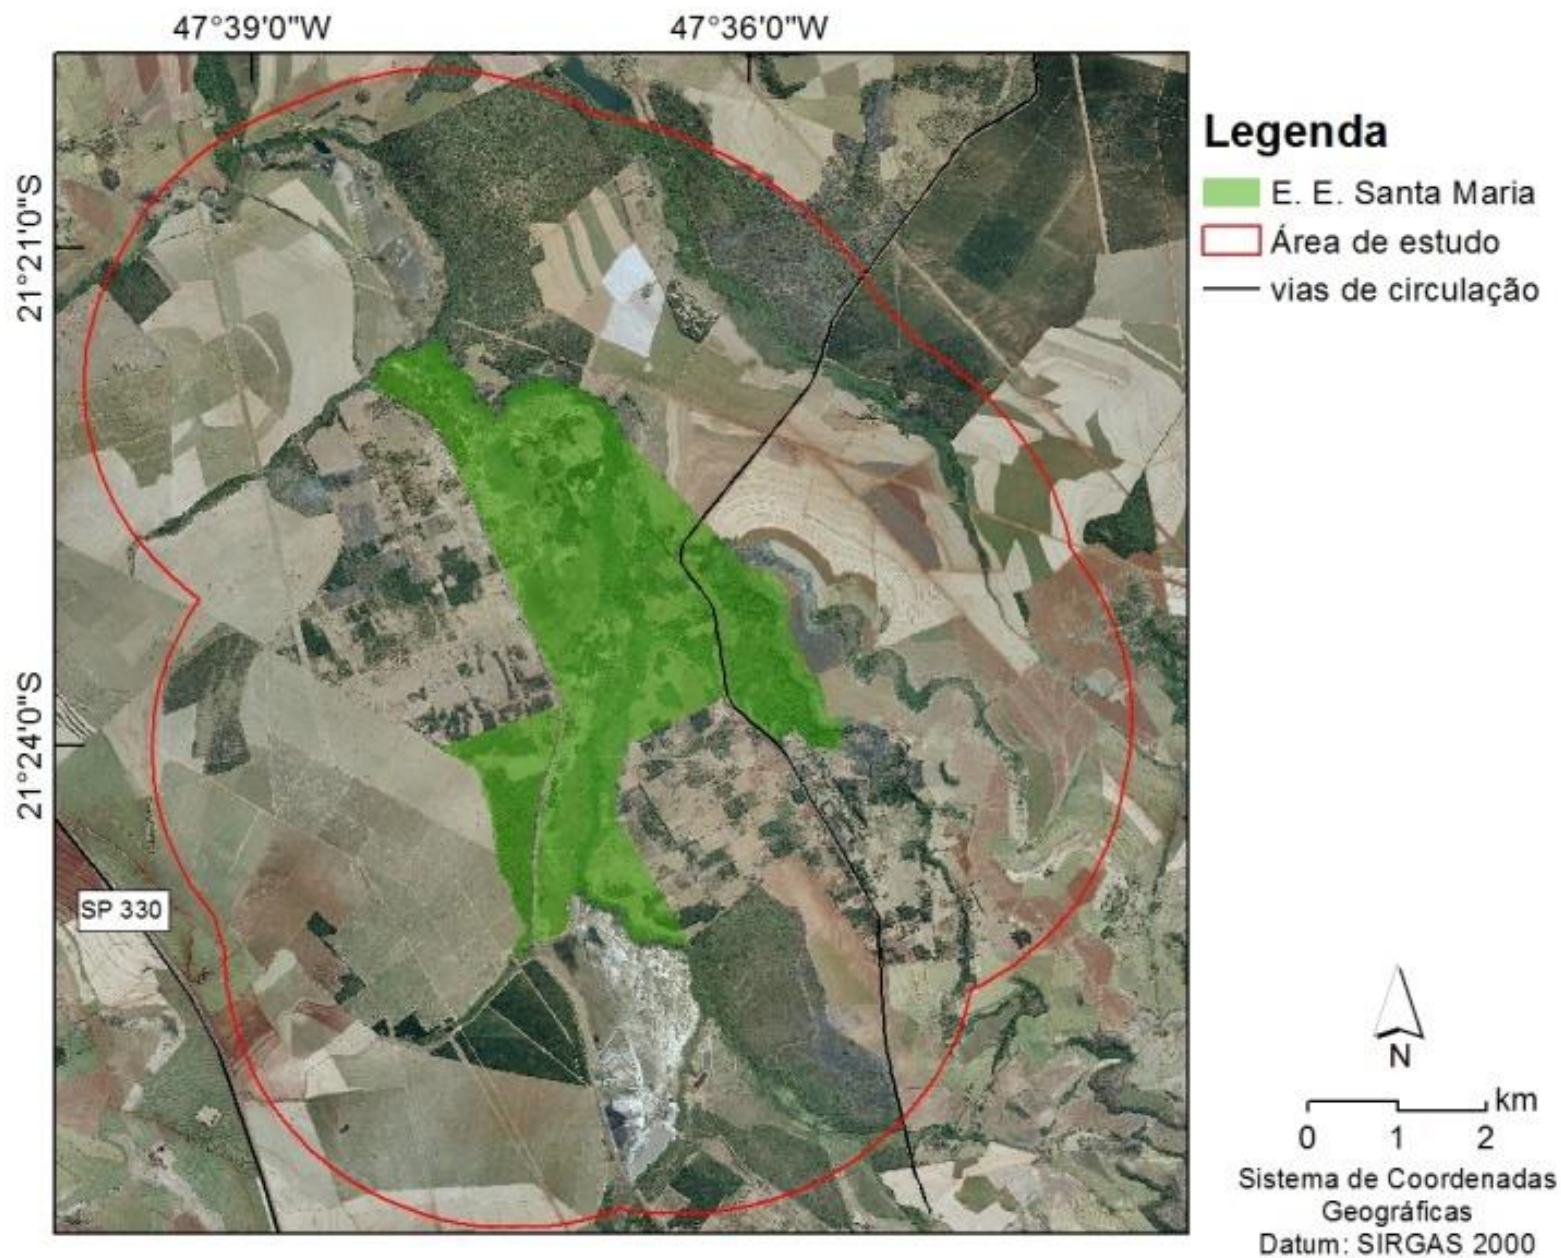 47°39'0"W
47°36'0"W
21°21'0"S
21°24'0"S
SP 330
Legenda
E. E. Santa Maria
Área de estudo
vias de circulação
N
km
0 1 2
Sistema de Coordenadas
Geográficas
Datum: SIRGAS 2000